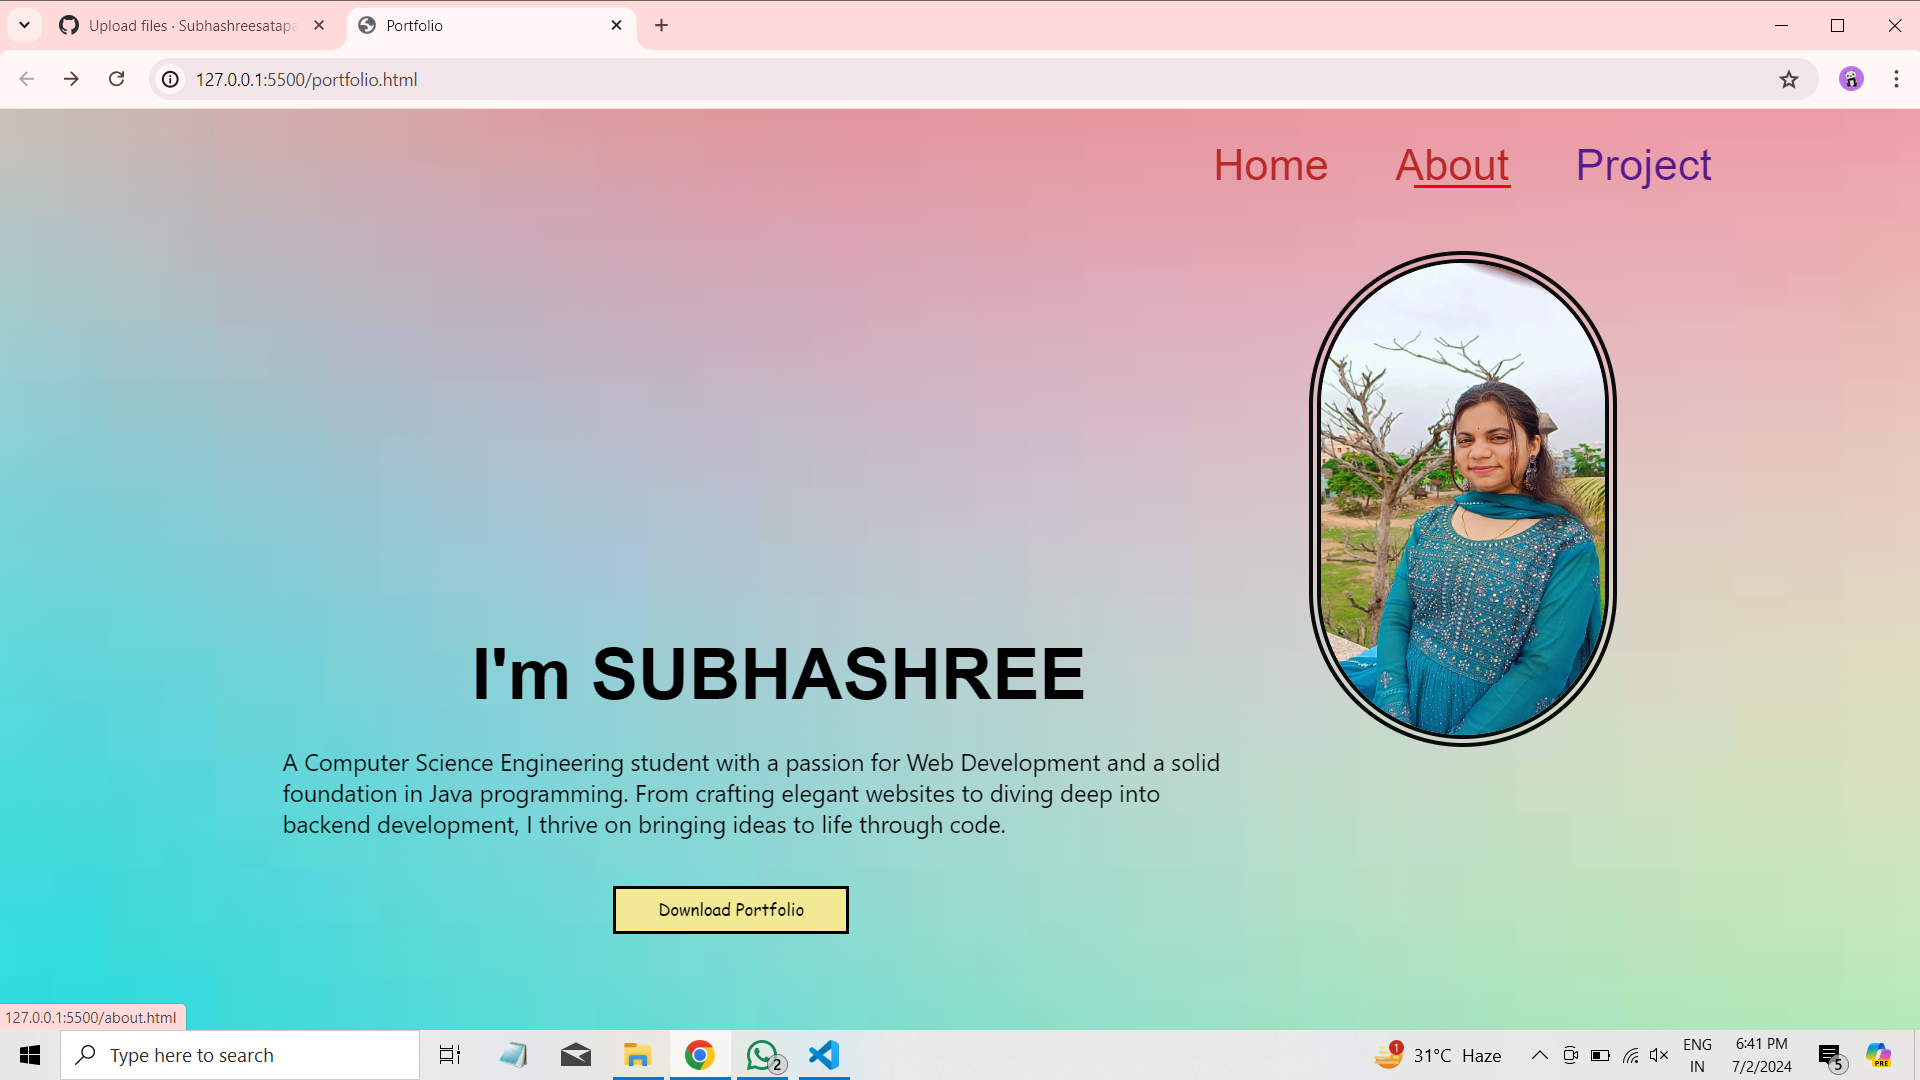 Upload files · Subhashreesatapa
Portfolio
127.0.0.1:5500/portfolio.html
Home About Project
I'm SUBHASHREE
A Computer Science Engineering student with a passion for Web Development and a solid
foundation in Java programming. From crafting elegant websites to diving deep into
backend development, I thrive on bringing ideas to life through code.
Download Portfolio
127.0.0.1:5500/about.html
Type here to search
2
1
31°C Haze
ENG
IN
6:41 PM
7/2/2024
5
PRE